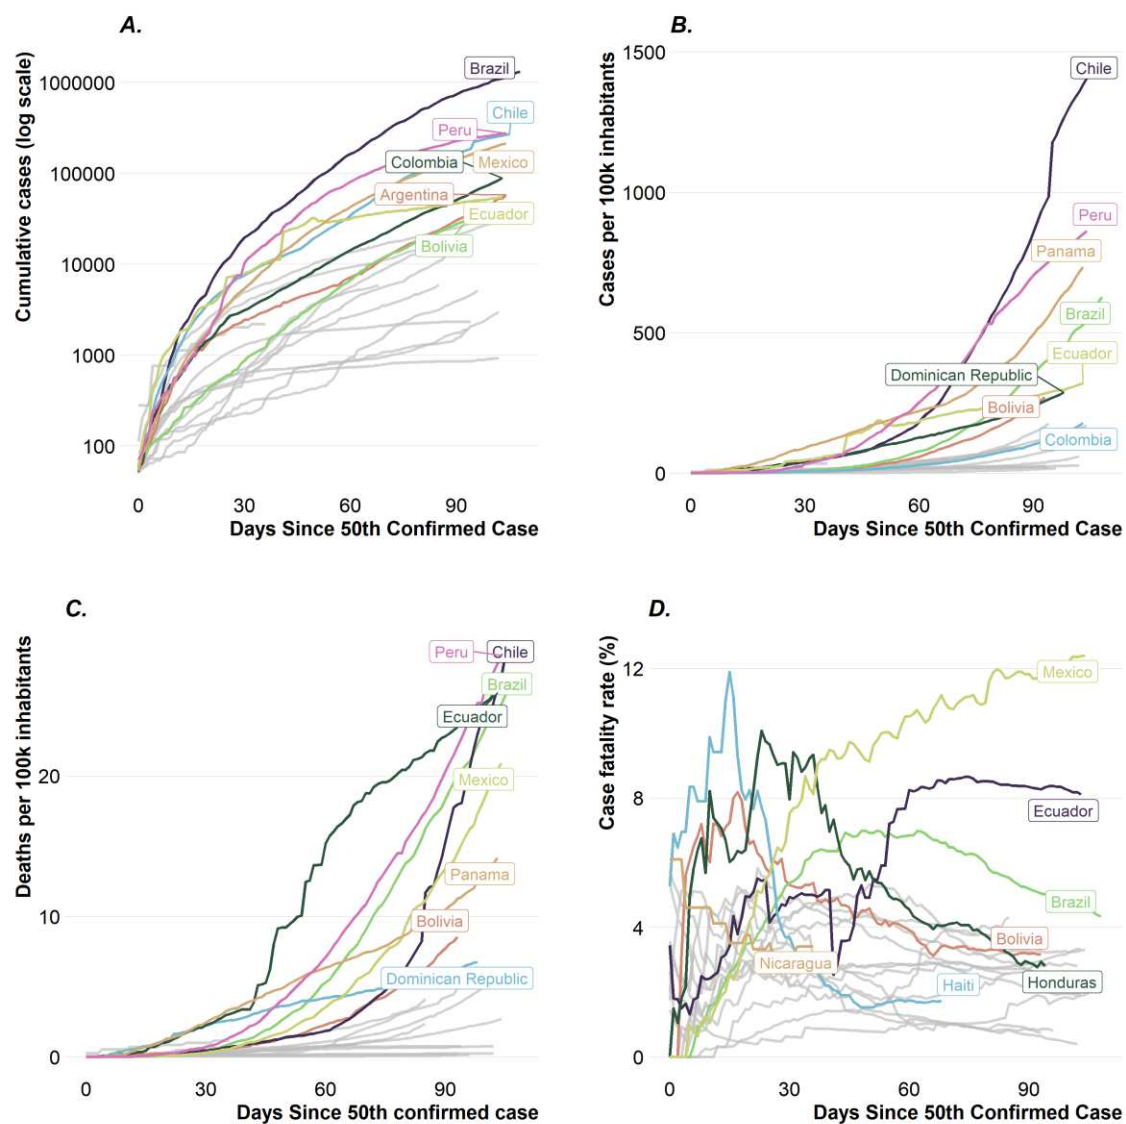 A.
Cumulative cases (log scale)
1000000
100000
10000
1000
100
Brazil
Chile
Peru
Colombia
Mexico
Argentina
Ecuador
Bolivia
0 30 60 90
Days Since 50th Confirmed Case
B.
Cases per 100k inhabitants
1500
1000
500
0
Chile
Peru
Panama
Brazil
Ecuador
Dominican Republic
Bolivia
Colombia
0 30 60 90
Days Since 50th Confirmed Case
C.
Deaths per 100k inhabitants
20
10
0
Peru
Chile
Brazil
Ecuador
Mexico
Panama
Bolivia
Dominican Republic
0 30 60 90
Days Since 50th confirmed case
D.
Case fatality rate (%)
12
8
4
0
Mexico
Ecuador
Brazil
Bolivia
Nicaragua
Haiti
Honduras
0 30 60 90
Days Since 50th Confirmed Case